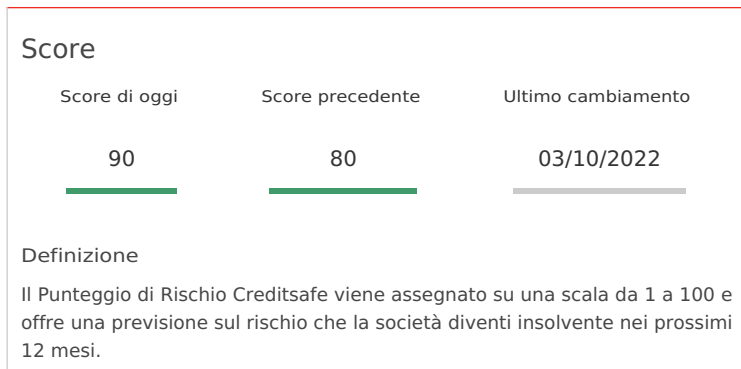 Score
Score di oggi Score precedente Ultimo cambiamento
90 80 03/10/2022
Definizione
Il Punteggio di Rischio Creditsafe viene assegnato su una scala da 1 a 100 e
offre una previsione sul rischio che la società diventi insolvente nei prossimi
12 mesi.